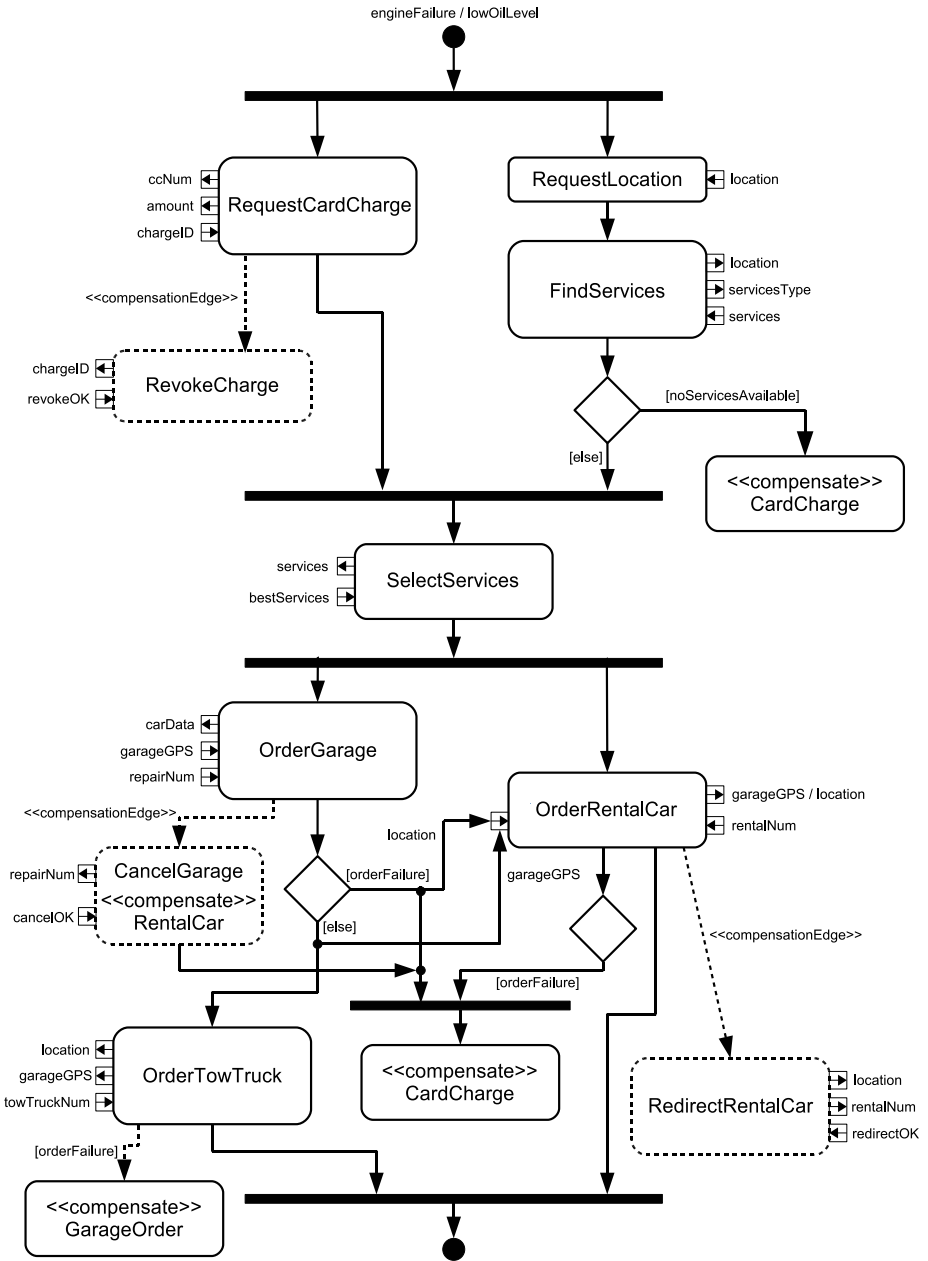 engineFailure / lowOilLevel
ccNum
amount
chargeID
RequestCardCharge
RequestLocation
location
FindServices
location
servicesType
services
<<compensationEdge>>
chargeID
revokeOK
RevokeCharge
[noServicesAvailable]
[else]
<<compensate>>
CardCharge
services
bestServices
SelectServices
carData
garageGPS
repairNum
OrderGarage
<<compensationEdge>>
location
OrderRentalCar
garageGPS / location
rentalNum
repairNum
cancelOK
CancelGarage
<<compensate>>
RentalCar
[orderFailure]
[else]
garageGPS
<<compensationEdge>>
[orderFailure]
location
garageGPS
towTruckNum
OrderTowTruck
<<compensate>>
CardCharge
RedirectRentalCar
location
rentalNum
redirectOK
[orderFailure]
<<compensate>>
GarageOrder